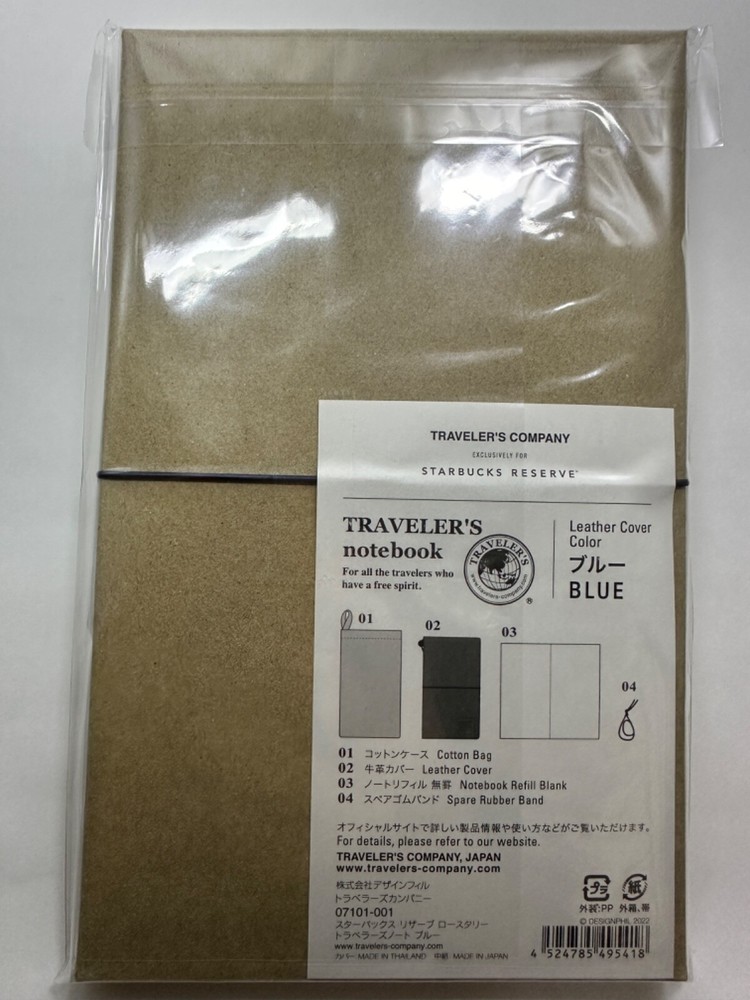 TRAVELER'S COMPANY
EXCLUSIVELY FOR
STARBUCKS RESERVE™
TRAVELER'S
notebook
For all the travelers who
have a free spirit.
TRAVELER'S
www.travelers-company.com
®
Leather Cover
Color
ブルー
BLUE
01
02
03
04
01 コットンケース Cotton Bag
02 牛革カバー Leather Cover
03 ノートリフィル 無罫 Notebook Refill Blank
04 スペアゴムバンド Spare Rubber Band
オフィシャルサイトで詳しい製品情報や使い方などがご覧いただけます。
For details, please refer to our website.
TRAVELER'S COMPANY, JAPAN
www.travelers-company.com
株式会社デザインフィル
トラベラーズカンパニー
07101-001
スターバックス リザーブ ロースタリー
トラベラーズノート ブルー
www.travelers-company.com
カバー MADE IN THAILAND 中紙 MADE IN JAPAN
プラ
紙
外装:PP 外箱、帯
© DESIGNPHIL 2022
4 524785 495418